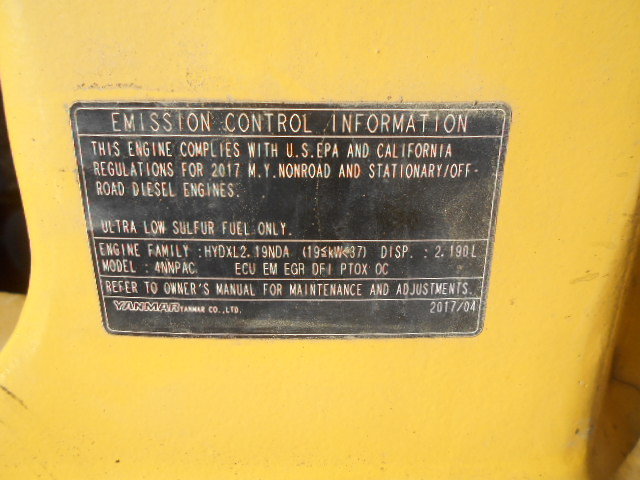 EMISSION CONTROL INFORMATION
THIS ENGINE COMPLIES WITH U.S.EPA AND CALIFORNIA
REGULATIONS FOR 2017 M.Y.NONROAD AND STATIONARY/OFF-
ROAD DIESEL ENGINES.
ULTRA LOW SULFUR FUEL ONLY.
ENGINE FAMILY : HYDXL2.19NDA (19≤kW<37) DISP. : 2.190L
MODEL : 4NNPAC ECU EM EGR DFI PTOX OC
REFER TO OWNER'S MANUAL FOR MAINTENANCE AND ADJUSTMENTS.
YANMAR YANMAR CO.,LTD. 2017/04